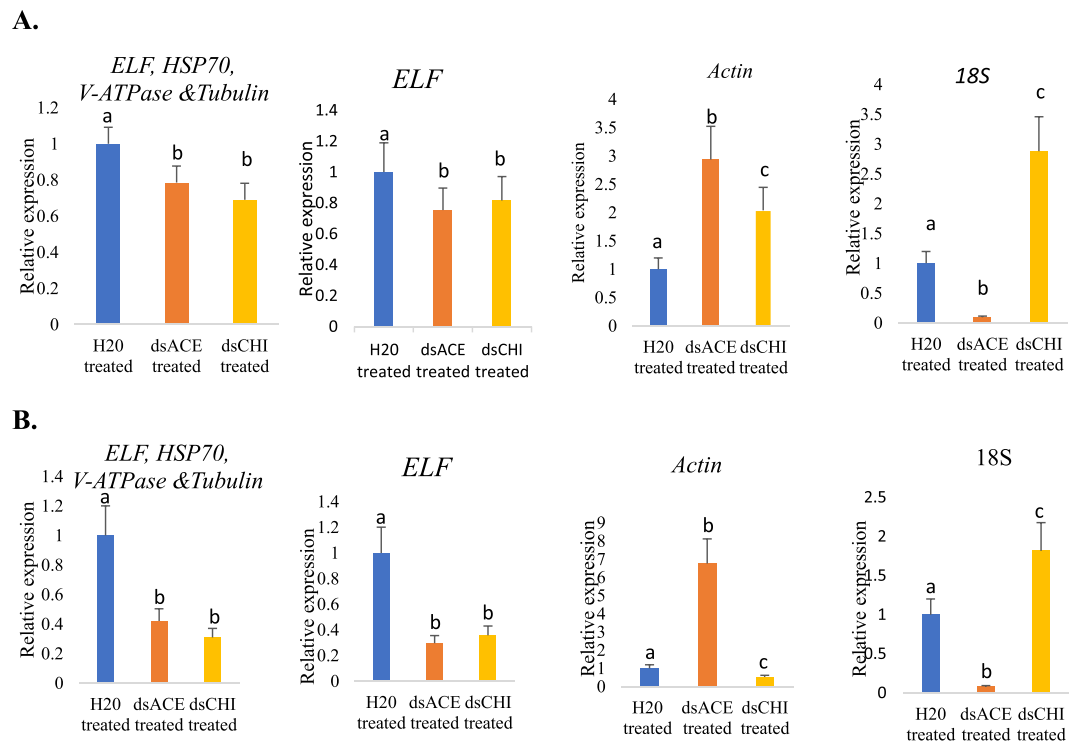 A.
ELF, HSP70,
V-ATPase &Tubulin
Relative expression
1.2
1
0.8
0.6
0.4
0.2
0
a
b
b
H20
treated
dsACE
treated
dsCHI
treated
ELF
Relative expression
1.4
1.2
1
0.8
0.6
0.4
0.2
0
a
b
b
H20
treated
dsACE
treated
dsCHI
treated
Actin
Relative expression
4
3.5
3
2.5
2
1.5
1
0.5
0
a
b
c
H20
treated
dsACE
treated
dsCHI
treated
18S
Relative expression
4
3.5
3
2.5
2
1.5
1
0.5
0
a
b
c
H20
treated
dsACE
treated
dsCHI
treated
B.
ELF, HSP70,
V-ATPase &Tubulin
Relative expression
1.4
1.2
1
0.8
0.6
0.4
0.2
0
a
b
b
H20
treated
dsACE
treated
dsCHI
treated
ELF
Relative expression
1.4
1.2
1
0.8
0.6
0.4
0.2
0
a
b
b
H20
treated
dsACE
treated
dsCHI
treated
Actin
Relative expression
9
8
7
6
5
4
3
2
1
0
a
b
c
H20
treated
dsACE
treated
dsCHI
treated
18S
Relative expression
2.5
2
1.5
1
0.5
0
a
b
c
H20
treated
dsACE
treated
dsCHI
treated